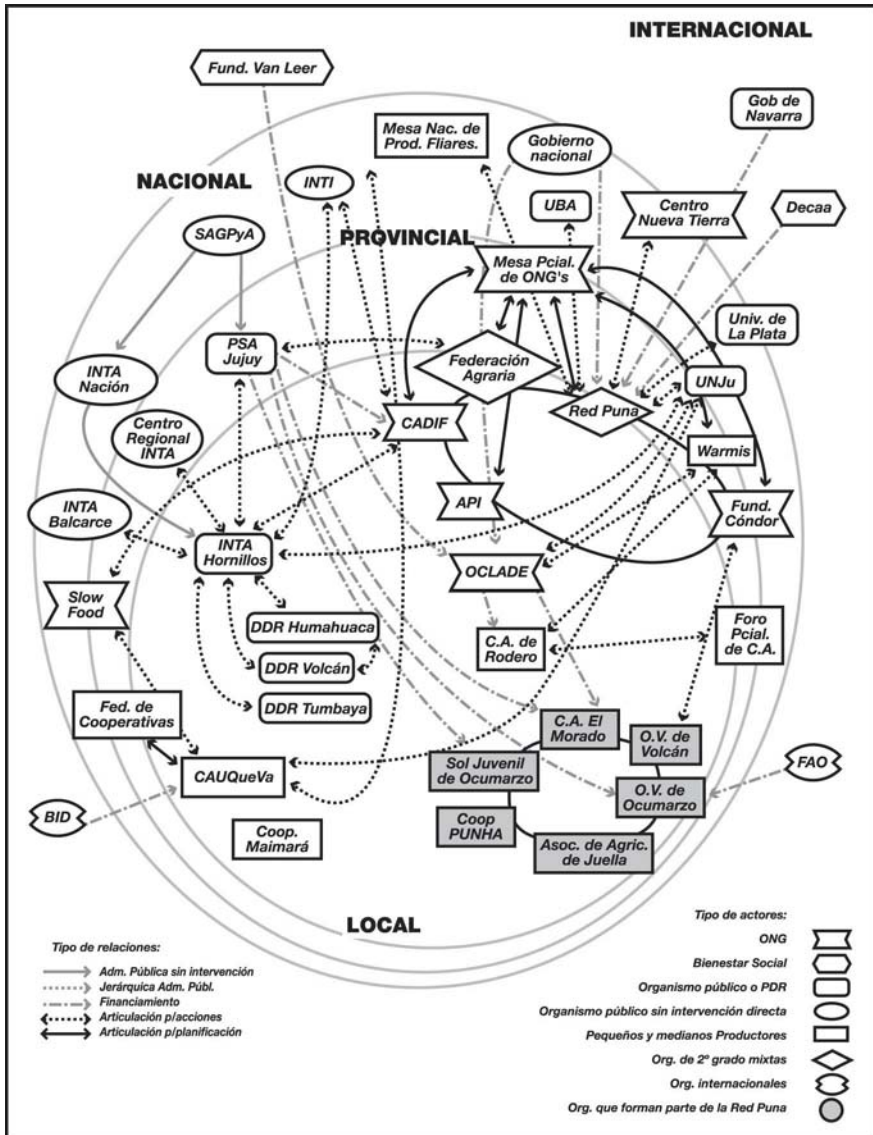 INTERNACIONAL
Fund. Van Leer
Gob de
Navarra
Mesa Nac. de
Prod. Fliares.
Gobierno
nacional
NACIONAL
INTI
UBA
Centro
Nueva Tierra
Decaa
SAGPyA
PROVINCIAL
Mesa Pcial.
de ONG's
Univ. de
La Plata
PSA
Jujuy
Federación
Agraria
INTA
Nación
UNJu
Red Puna
CADIF
Centro
Regional
INTA
Warmis
API
Fund.
Cóndor
INTA
Balcarce
INTA
Hornillos
OCLADE
Slow
Food
DDR Humahuaca
C.A. de
Rodero
Foro
Pcial.
de C.A.
DDR Volcán
DDR Tumbaya
Fed. de
Cooperativas
C.A. El
Morado
O.V. de
Volcán
Sol Juvenil
de Ocumarzo
CAUQueVa
FAO
O.V. de
Ocumarzo
BID
Coop
PUNHA
Coop.
Maimará
Asoc. de Agric.
de Juella
LOCAL
Tipo de relaciones:
Adm. Pública sin intervención
Jerárquica Adm. Públ.
Financiamiento
Articulación p/acciones
Articulación p/planificación
Tipo de actores:
ONG
Bienestar Social
Organismo público o PDR
Organismo público sin intervención directa
Pequeños y medianos Productores
Org. de 2º grado mixtas
Org. internacionales
Org. que forman parte de la Red Puna